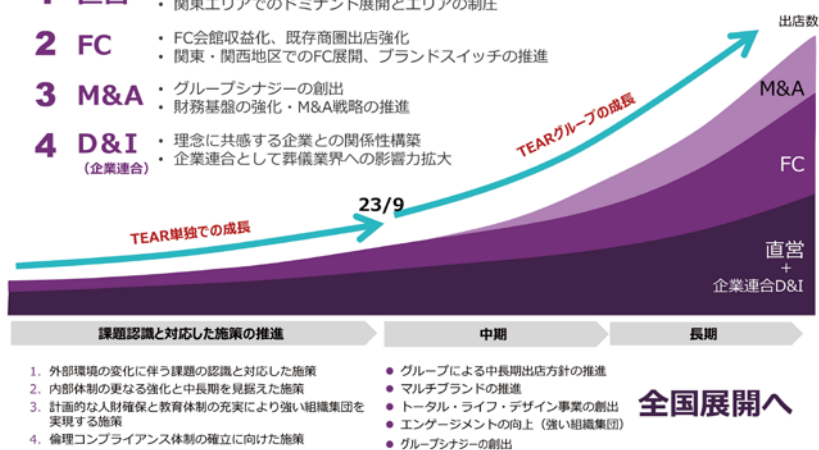 ・関東エリアでのドミナント展開とエリアの制圧
2 FC
・FC会館収益化、既存商圏出店強化
・関東・関西地区でのFC展開、ブランドスイッチの推進
3 M&A
・グループシナジーの創出
・財務基盤の強化・M&A戦略の推進
4 D&I
(企業連合)
・理念に共感する企業との関係性構築
・企業連合として葬儀業界への影響力拡大
出店数
M&A
TEARグループの成長
FC
23/9
TEAR単独での成長
直営
+
企業連合D&I
課題認識と対応した施策の推進
中期
長期
1. 外部環境の変化に伴う課題の認識と対応した施策
2. 内部体制の更なる強化と中長期を見据えた施策
3. 計画的な人財確保と教育体制の充実により強い組織集団を
実現する施策
4. 倫理コンプライアンス体制の確立に向けた施策
● グループによる中長期出店方針の推進
● マルチブランドの推進
● トータル・ライフ・デザイン事業の創出
● エンゲージメントの向上(強い組織集団)
● グループシナジーの創出
全国展開へ